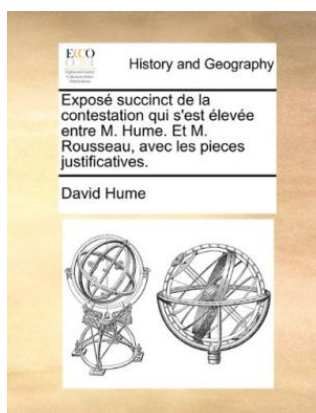 ECCO
History and Geography
Exposé succinct de la
contestation qui s'est élevée
entre M. Hume. Et M.
Rousseau, avec les pieces
justificatives.
David Hume